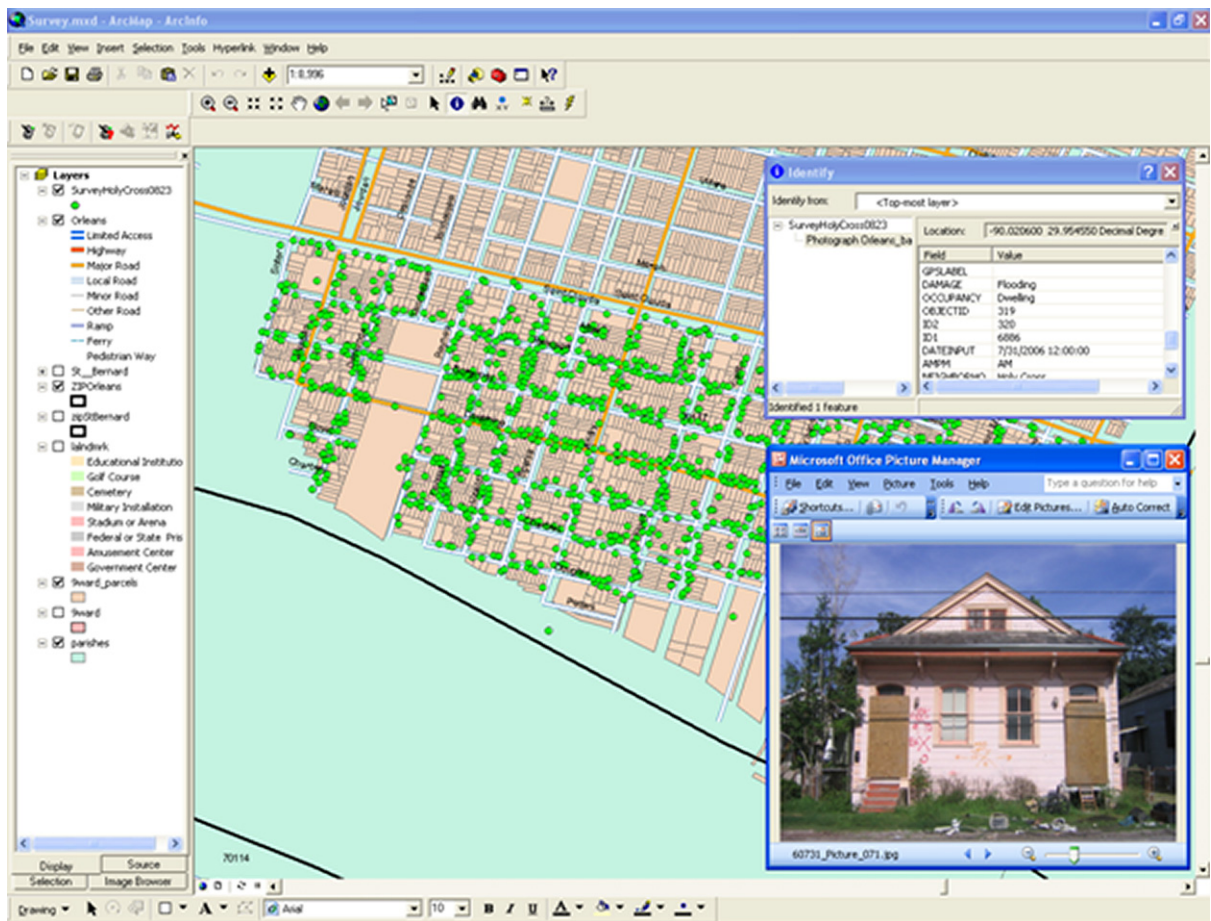 Survey.mxd - ArcMap - ArcInfo
File Edit View Insert Selection Tools Hyperlink Window Help
1:8,996
Layers
SurveyHolyCross0823
Orleans
Limited Access
Highway
Major Road
Local Road
Minor Road
Other Road
Ramp
Ferry
Pedistrian Way
St__Bernard
ZIPOrleans
zipStBernard
landmrk
Educational Institutio
Golf Course
Cemetery
Military Installation
Stadium or Arena
Federal or State Pris
Amusement Center
Government Center
9ward_parcels
9ward
parishes
Display
Source
Selection
Image Browser
Saint Claude
70114
Identify
Identify from:
<Top-most layer>
SurveyHolyCross0823
Photograph Orleans_ba
Location:
-90.020600 29.954550 Decimal Degre
Field
Value
GPSLABEL
DAMAGE
Flooding
OCCUPANCY
Dwelling
OBJECTID
319
ID2
320
ID1
6886
DATEINPUT
7/31/2006 12:00:00
AMPM
AM
Holy Cross
Identified 1 feature
Microsoft Office Picture Manager
File Edit View Picture Tools Help
Type a question for help
Shortcuts...
Edit Pictures...
Auto Correct
60731_Picture_071.jpg
Drawing
A
Arial
10
B I U
A